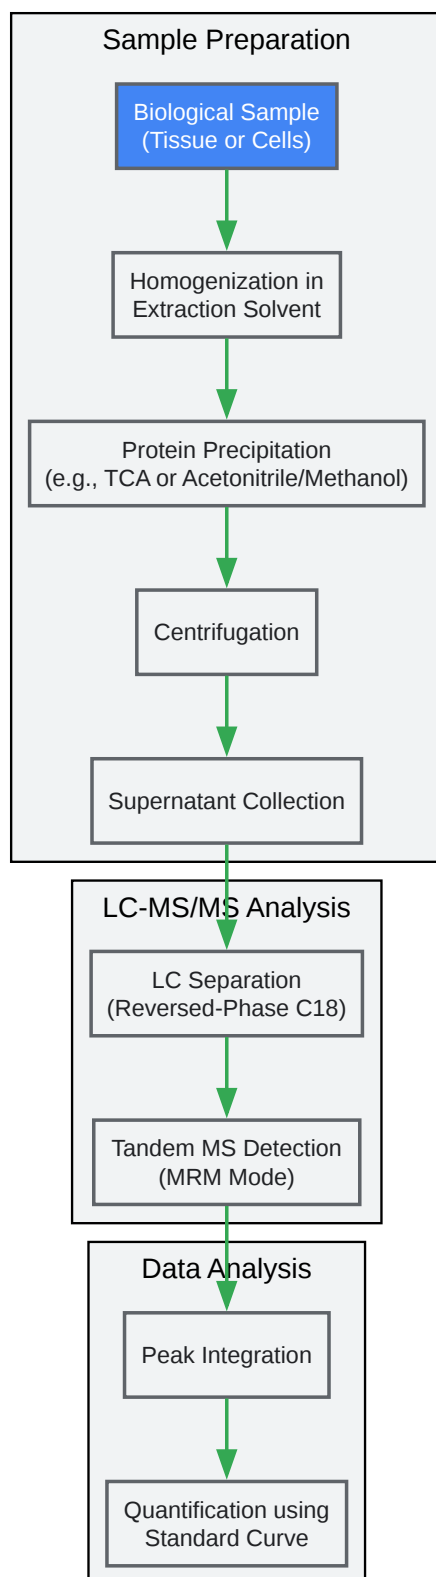 Sample Preparation
Biological Sample
(Tissue or Cells)
Homogenization in
Extraction Solvent
Protein Precipitation
(e.g., TCA or Acetonitrile/Methanol)
Centrifugation
Supernatant Collection
LC-MS/MS Analysis
LC Separation
(Reversed-Phase C18)
Tandem MS Detection
(MRM Mode)
Data Analysis
Peak Integration
Quantification using
Standard Curve